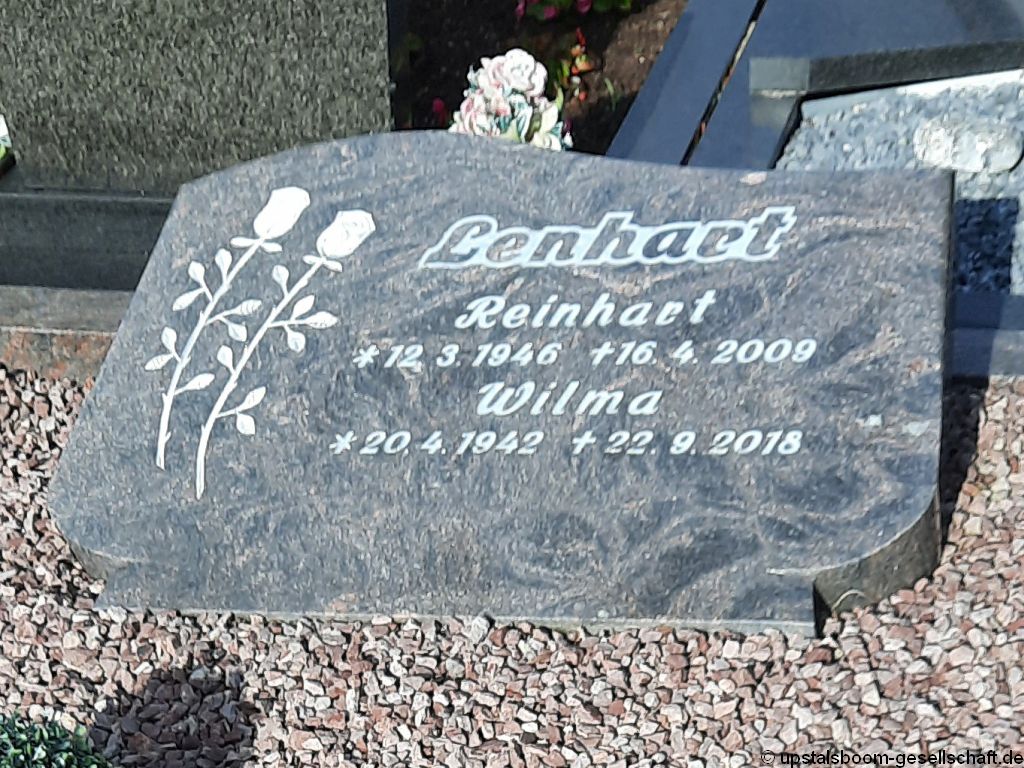 Lenhart
Reinhart
* 12. 3. 1946 † 16. 4. 2009
Wilma
* 20. 4. 1942 † 22. 9. 2018
© upstalsboom-gesellschaft.de